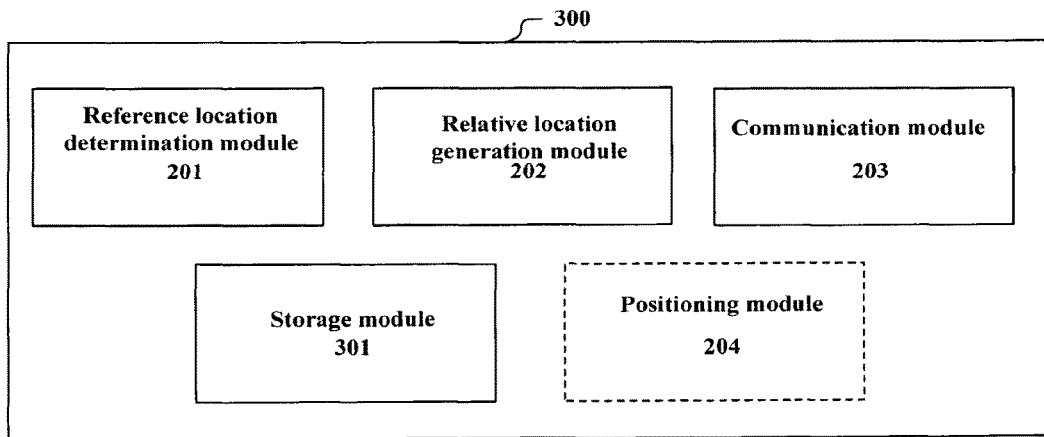 300
Reference location
determination module
201
Relative location
generation module
202
Communication module
203
Storage module
301
Positioning module
204